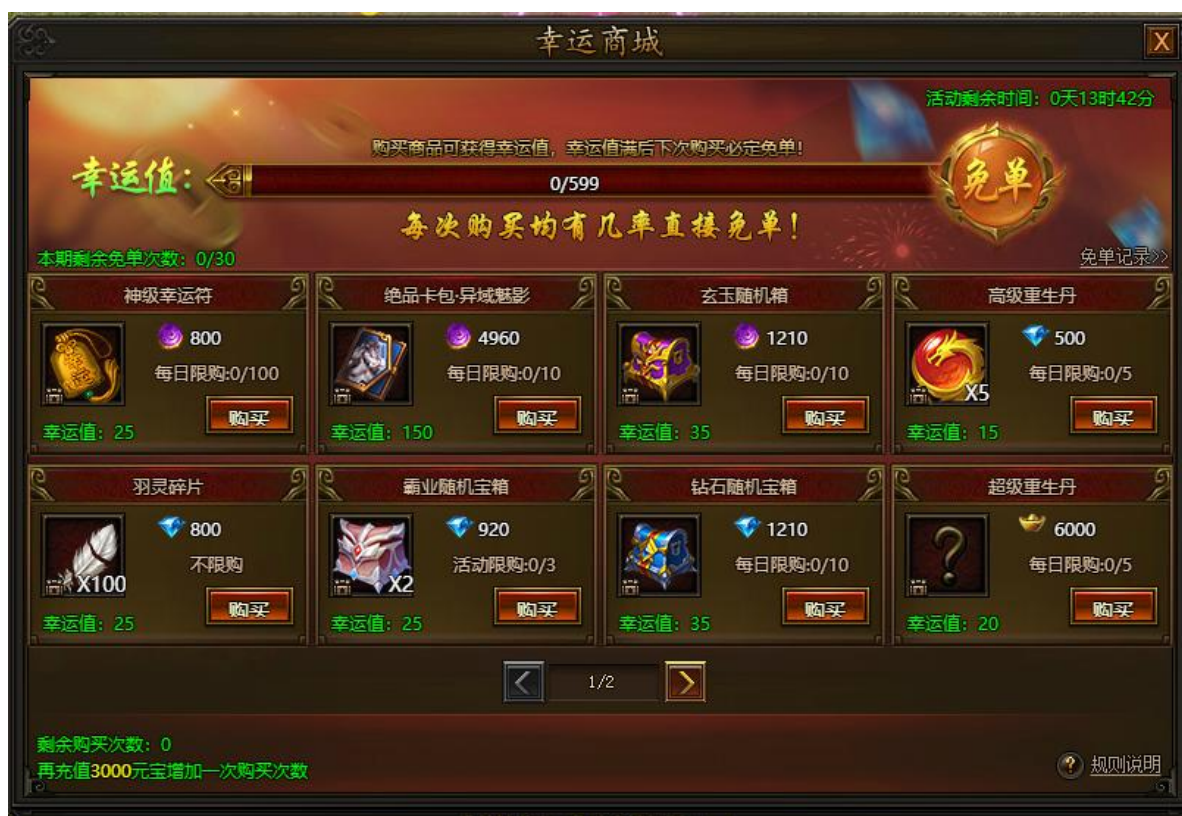 幸运商城
X
活动剩余时间：0天13时42分
购买商品可获得幸运值，幸运值满后下次购买必定免单！
幸运值：
0/599
免单
每次购买均有几率直接免单！
本期剩余免单次数：0/30
免单记录>>
神级幸运符
800
每日限购:0/100
幸运值：25
购买
绝品卡包·异域魅影
4960
每日限购:0/10
幸运值：150
购买
玄玉随机箱
1210
每日限购:0/10
幸运值：35
购买
高级重生丹
X5
500
每日限购:0/5
幸运值：15
购买
羽灵碎片
X100
800
不限购
幸运值：25
购买
霸业随机宝箱
X2
920
活动限购:0/3
幸运值：25
购买
钻石随机宝箱
1210
每日限购:0/10
幸运值：35
购买
超级重生丹
?
6000
每日限购:0/5
幸运值：20
购买
<
1/2
>
剩余购买次数：0
再充值3000元宝增加一次购买次数
? 规则说明